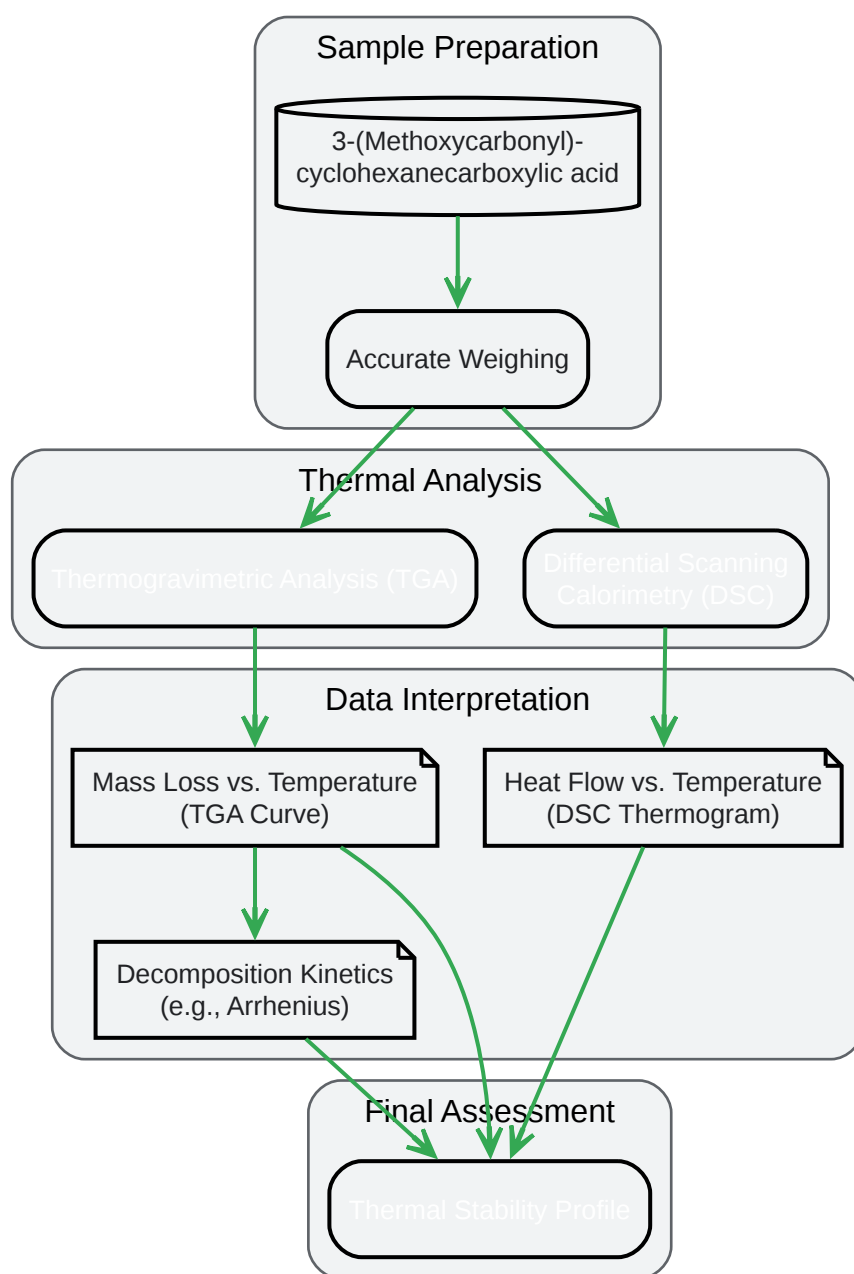 Sample Preparation
3-(Methoxycarbonyl)-
cyclohexanecarboxylic acid
Accurate Weighing
Thermal Analysis
Thermogravimetric Analysis (TGA)
Differential Scanning
Calorimetry (DSC)
Data Interpretation
Mass Loss vs. Temperature
(TGA Curve)
Heat Flow vs. Temperature
(DSC Thermogram)
Decomposition Kinetics
(e.g., Arrhenius)
Final Assessment
Thermal Stability Profile